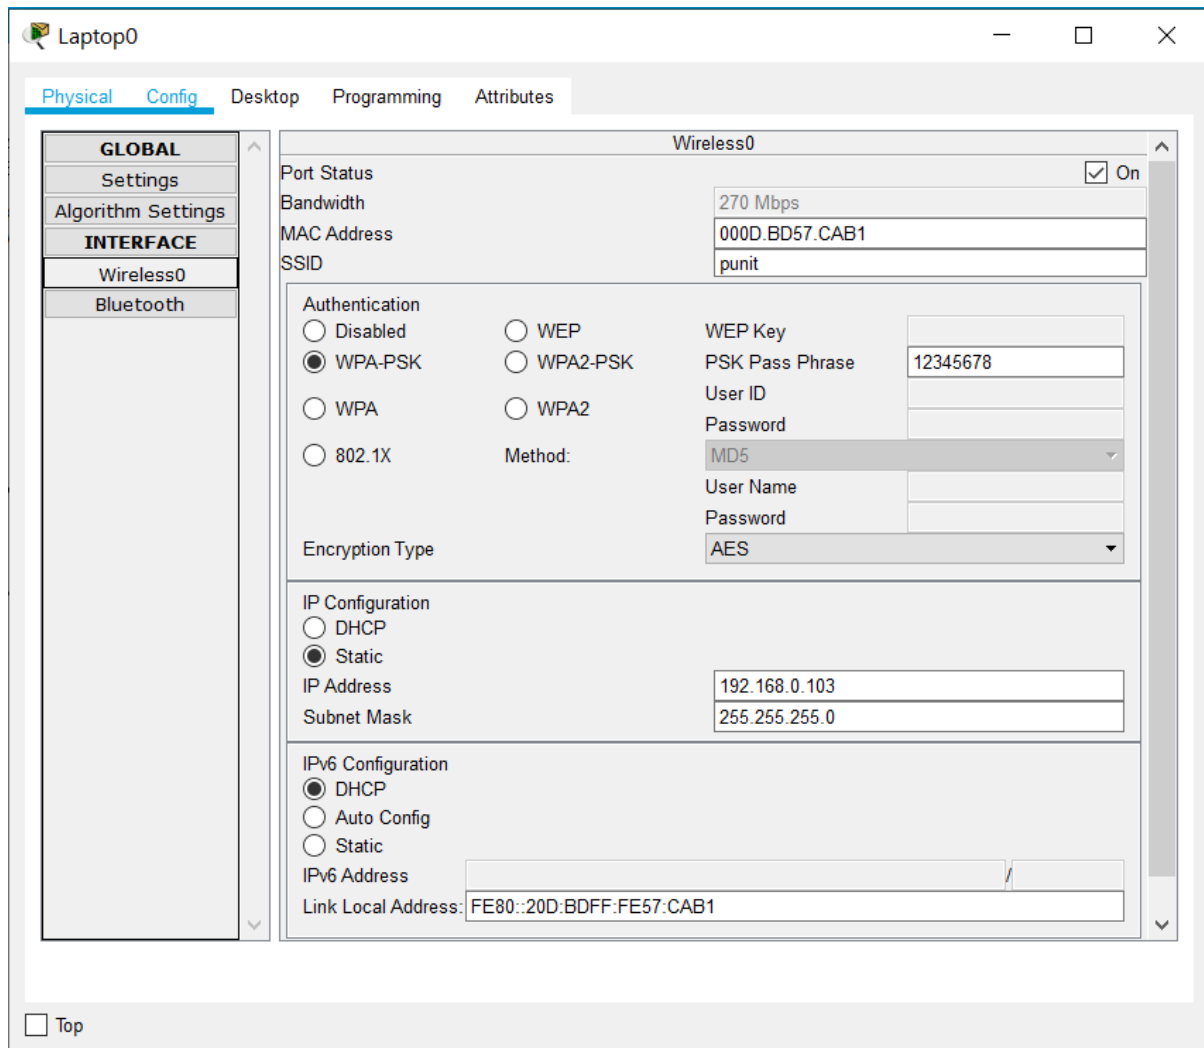 Laptop0
Physical Config Desktop Programming Attributes
GLOBAL
Settings
Algorithm Settings
INTERFACE
Wireless0
Bluetooth
Wireless0
Port Status On
Bandwidth 270 Mbps
MAC Address 000D.BD57.CAB1
SSID punit
Authentication
Disabled WEP WEP Key
WPA-PSK WPA2-PSK PSK Pass Phrase 12345678
User ID
WPA WPA2
Password
802.1X Method: MD5
User Name
Password
Encryption Type AES
IP Configuration
DHCP
Static
IP Address 192.168.0.103
Subnet Mask 255.255.255.0
IPv6 Configuration
DHCP
Auto Config
Static
IPv6 Address /
Link Local Address: FE80::20D:BDFF:FE57:CAB1
Top